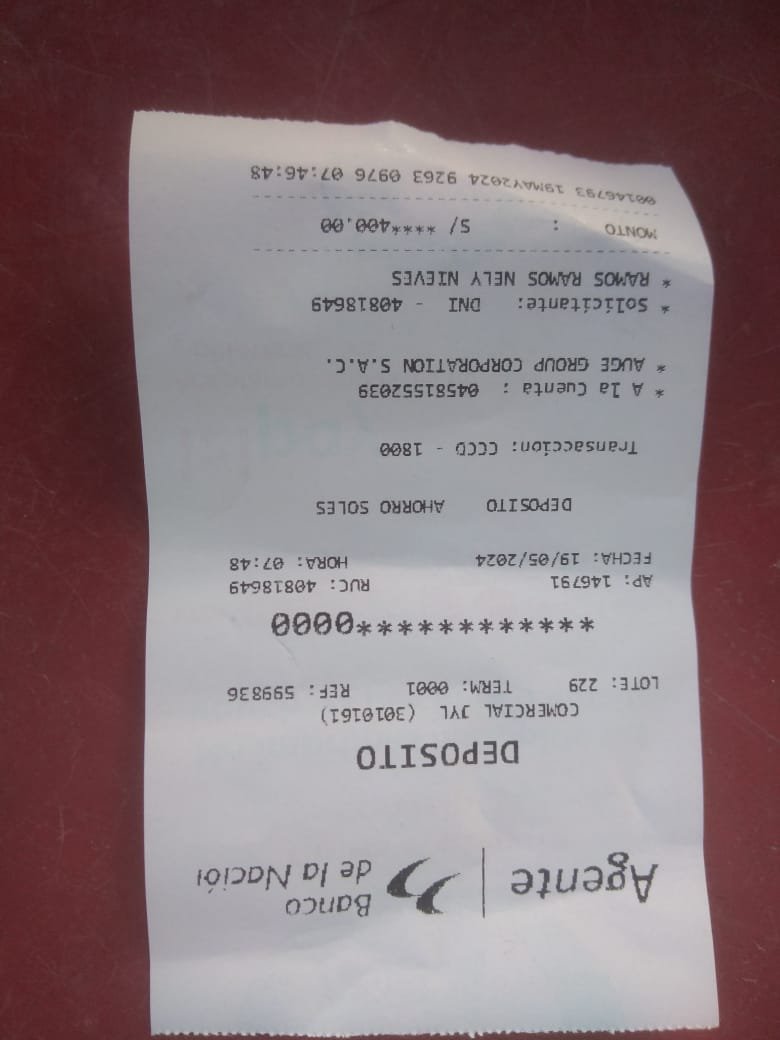 Agente
Banco
de la Nación
DEPOSITO
COMERCIAL JYL (3010161)
LOTE: 229 TERM: 0001 REF: 599836
*************0000
AP: 146791 RUC: 40818649
FECHA: 19/05/2024 HORA: 07:48
DEPOSITO AHORRO SOLES
Transaccion: CCCD - 1800
* A la Cuenta : 04581552039
* AUGE GROUP CORPORATION S.A.C.
* Solicitante: DNI - 40818649
* RAMOS RAMOS NELY NIEVES
MONTO : S/ ****400.00
00146793 19MAY2024 9263 0976 07:46:48